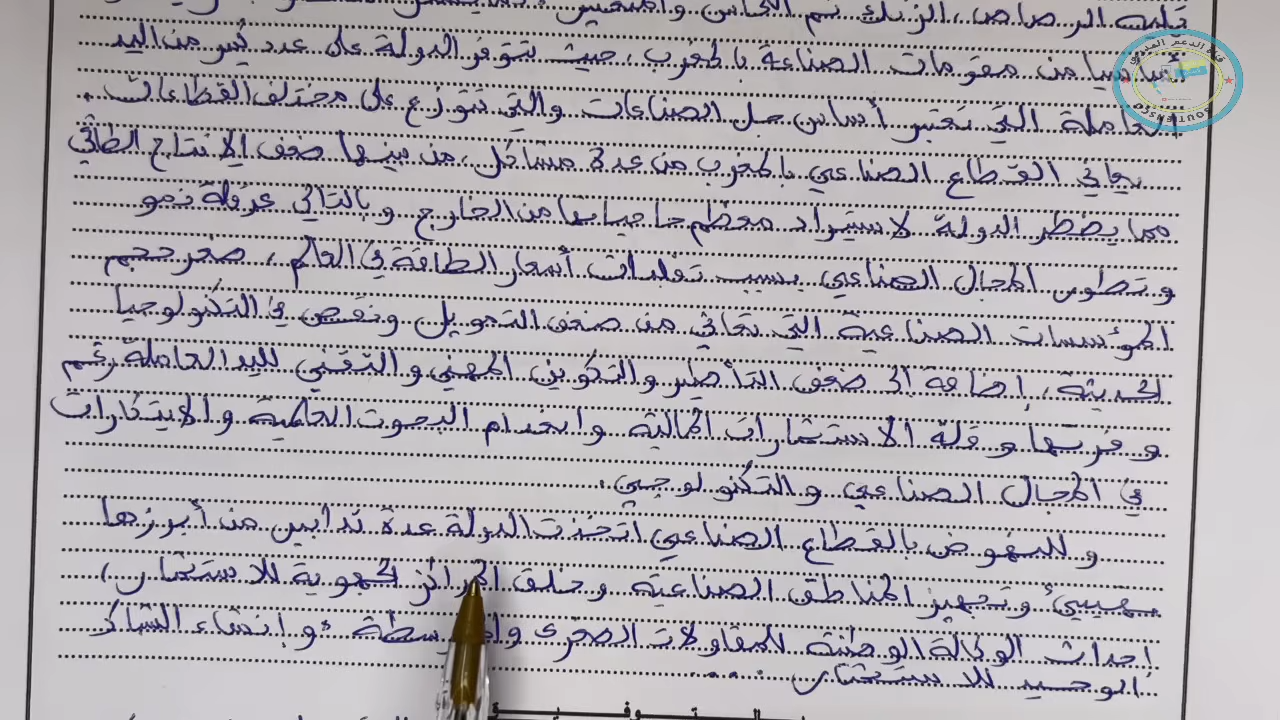 الرصاص، الزنك ثم النحاس
أساسيا من مقومات الصناعة بالمغرب، حيث تتوفر الدولة على عدد كبير من اليد
العاملة التي تعتبر أساس جل الصناعات والتي تتوزع على مختلف القطاعات.
يعاني القطاع الصناعي بالمغرب من عدة مشاكل، من بينها ضعف الإنتاج الطاقي
مما يضطر الدولة لاستيراد معظم حاجياتها من الخارج وبالتالي عرقلة نمو
وتطور المجال الصناعي بسبب تقلبات أسعار الطاقة في العالم، صغر حجم
المؤسسات الصناعية التي تعاني من ضعف التمويل ونقص في التكنولوجيا
الحديثة، إضافة إلى ضعف التأطير والتكوين المهني والتقني لليد العاملة رغم
وفرتها وقلة الاستثمارات المالية وانعدام البحوث العلمية والابتكارات
في المجال الصناعي والتكنولوجي.
وللنهوض بالقطاع الصناعي اتخذت الدولة عدة تدابير من أبرزها
تهييئ وتجهيز المناطق الصناعية وخلق المراكز الجهوية للاستثمار،
إحداث الوكالة الوطنية للمقاولات الصغرى والمتوسطة، وإنشاء الشباك
الوحيد للاستثمار.....
ROUTIENSCO